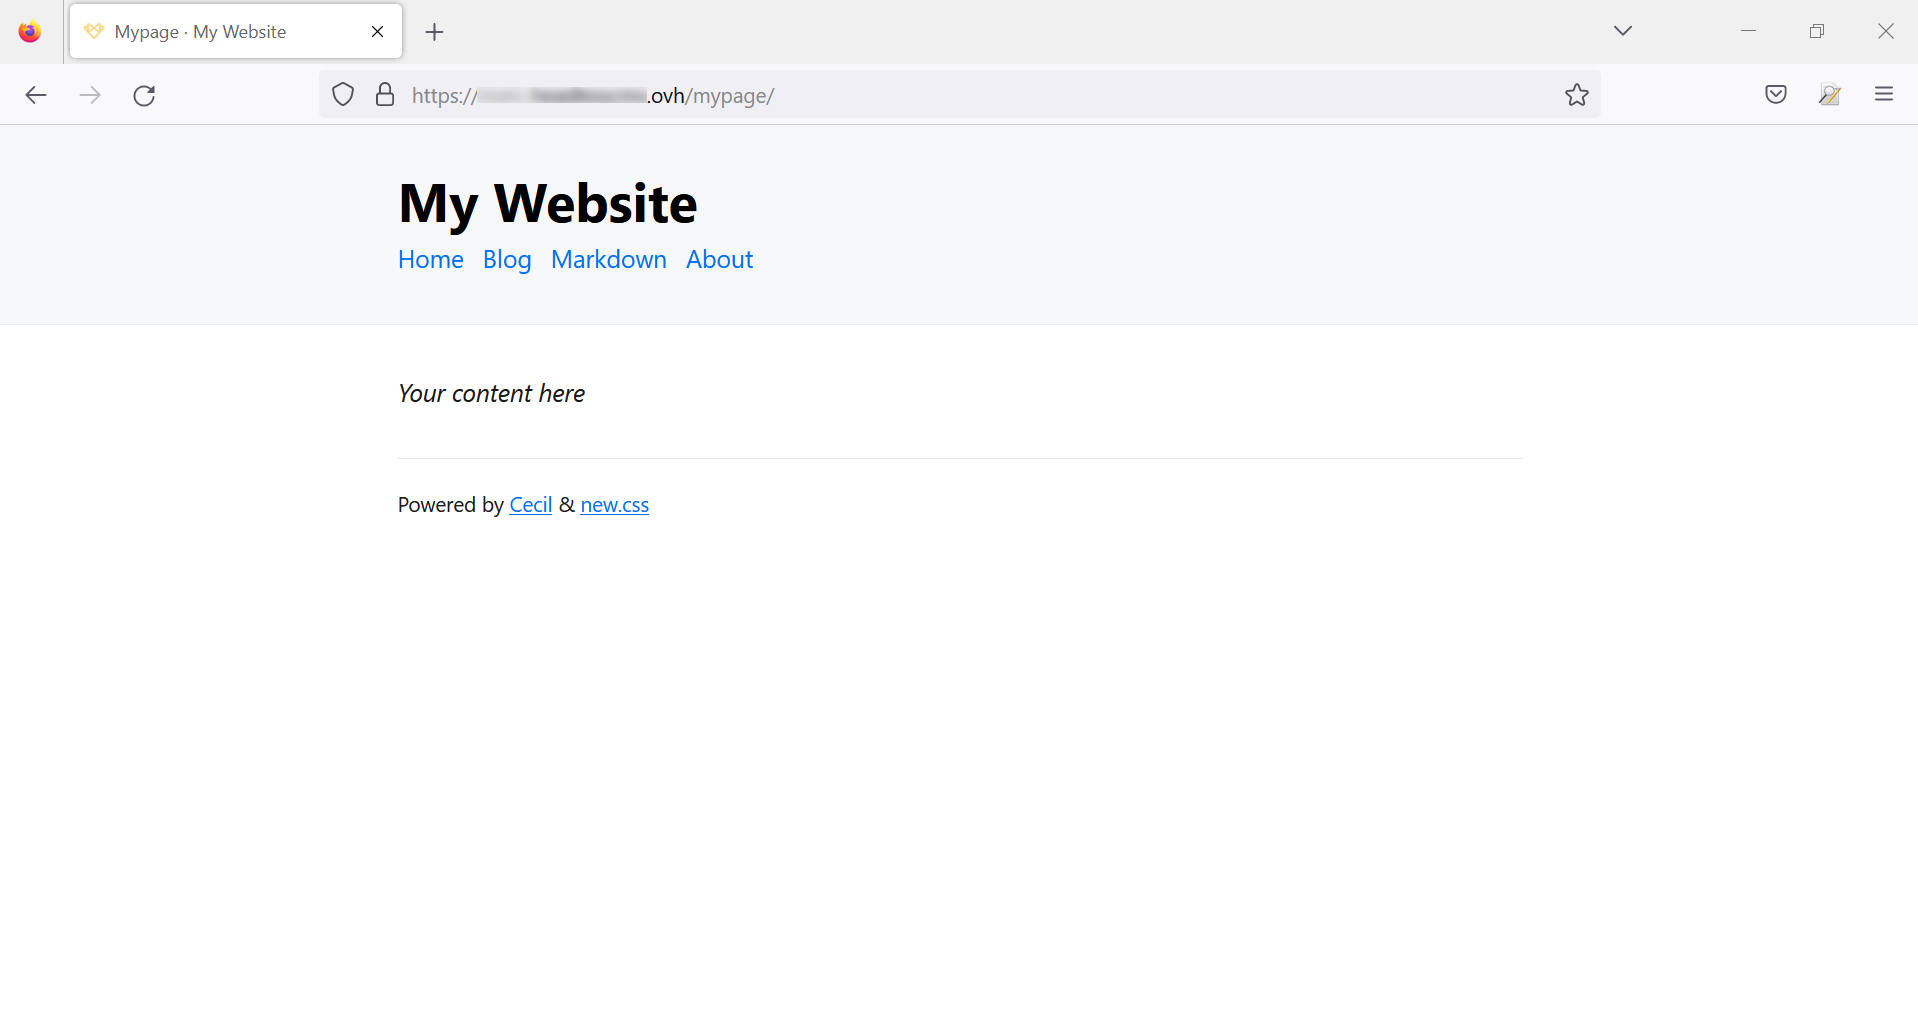 Mypage · My Website
https://.ovh/mypage/
My Website
Home Blog Markdown About
Your content here
Powered by Cecil & new.css